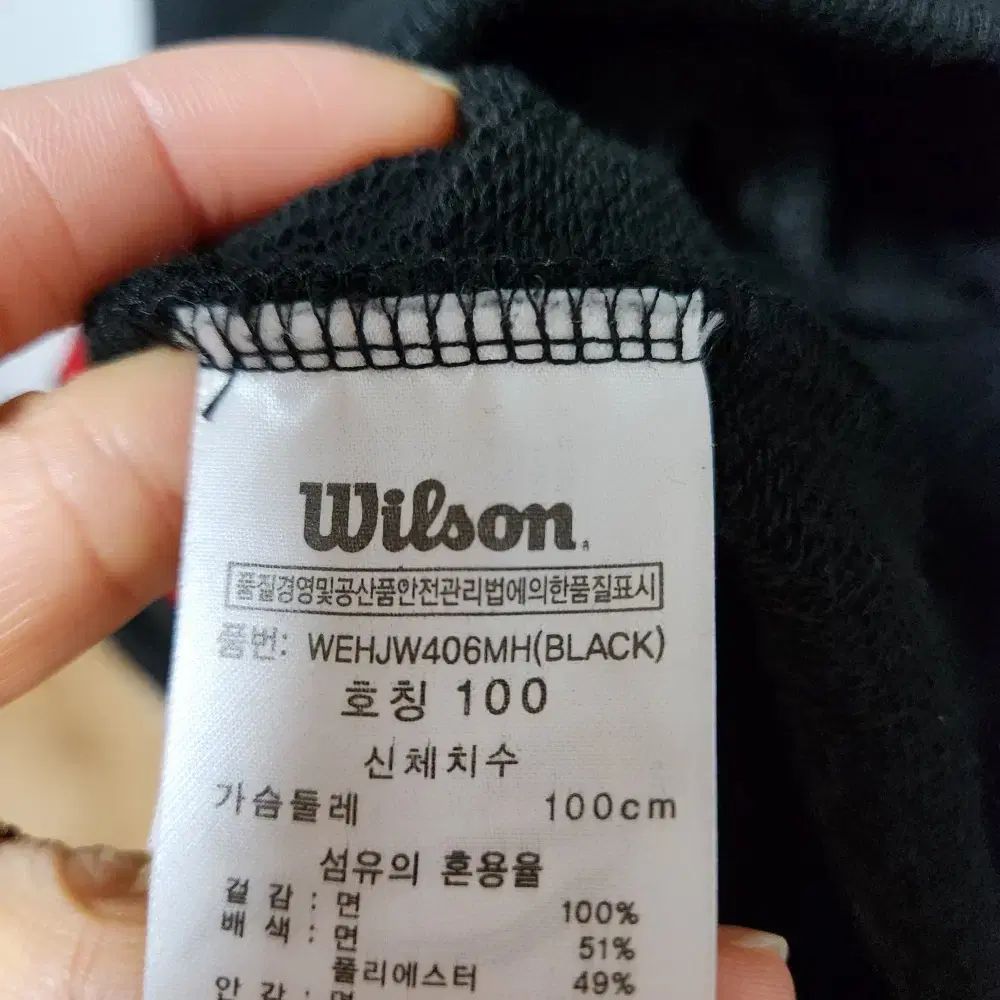 Wilson
품질경영및공산품안전관리법에의한품질표시
품번: WEHJW406MH(BLACK)
호칭 100
신체치수
가슴둘레 100cm
섬유의 혼용율
겉감 : 면 100%
배색 : 면 51%
폴리에스터 49%
안감 : 면